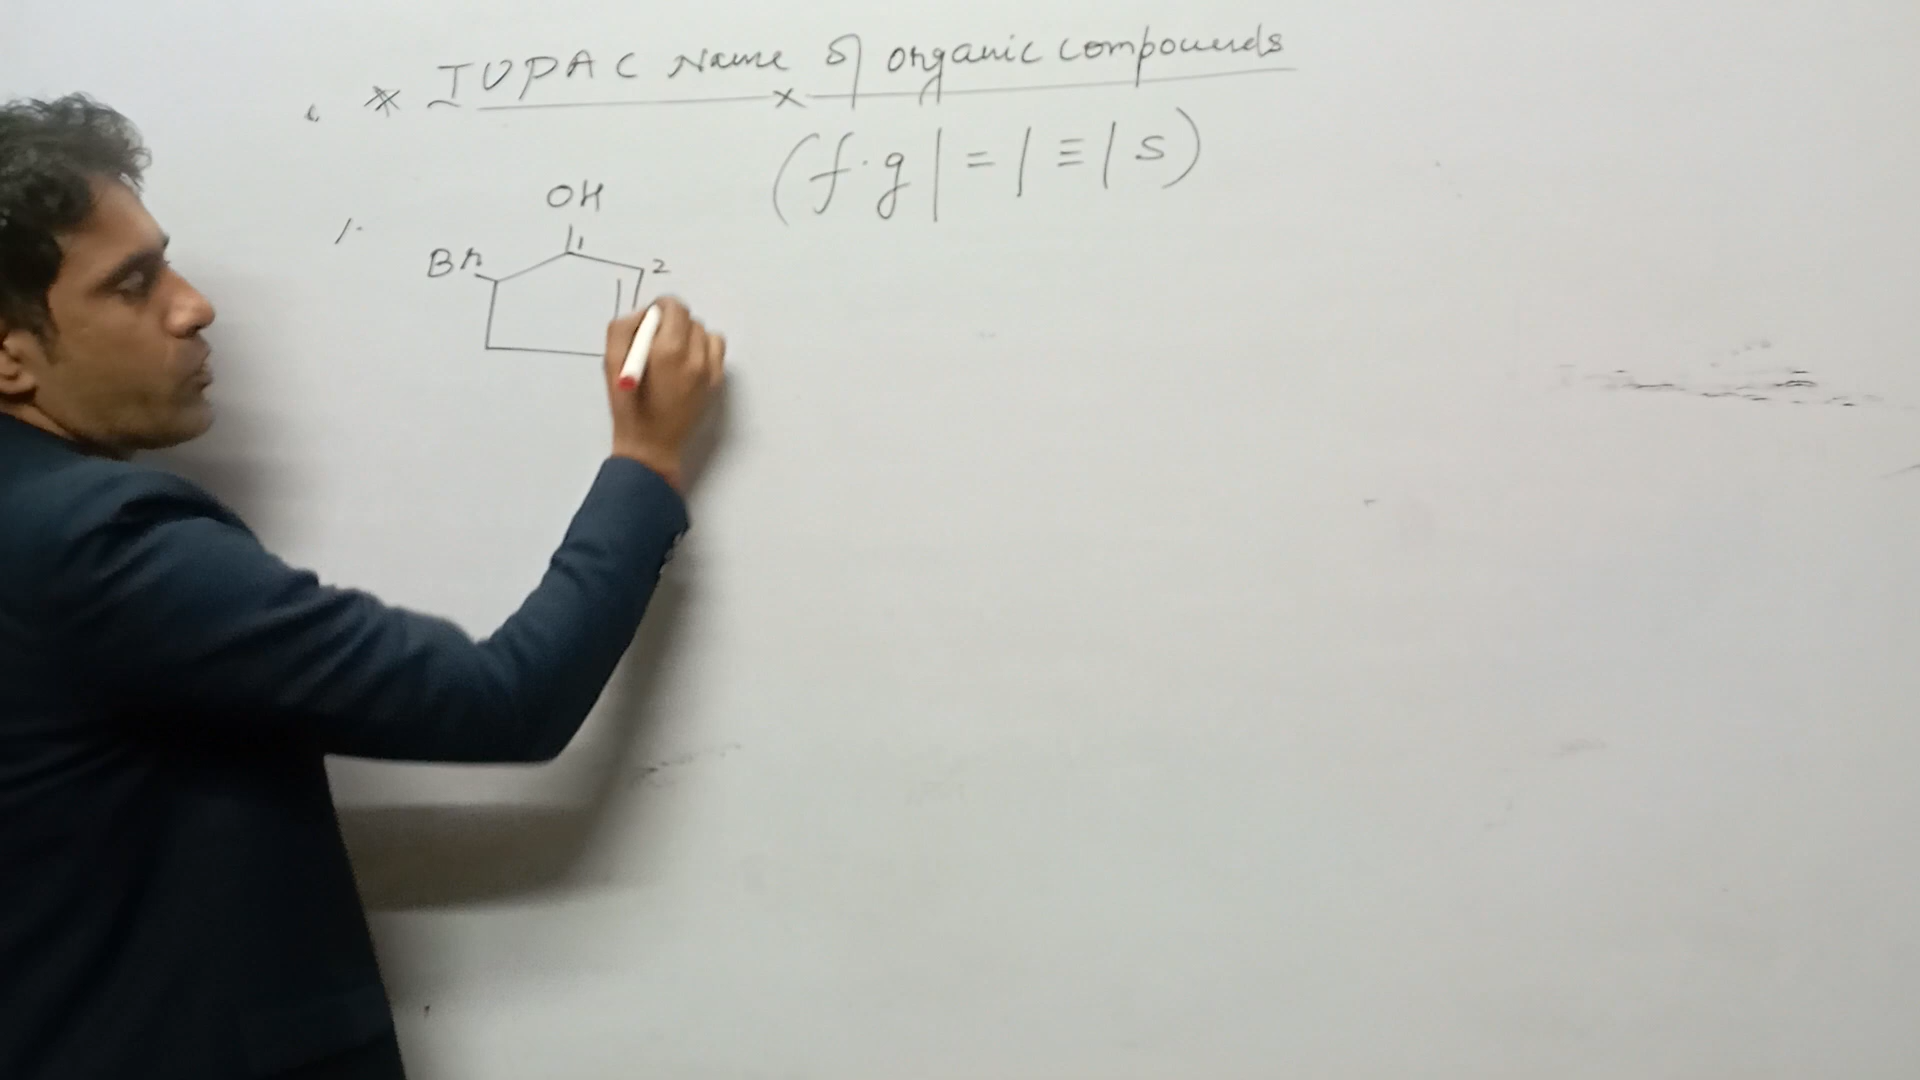 * IUPAC Name of organic compounds
(f.g | = | ≡ | S)
1.
OH
Br
1
2